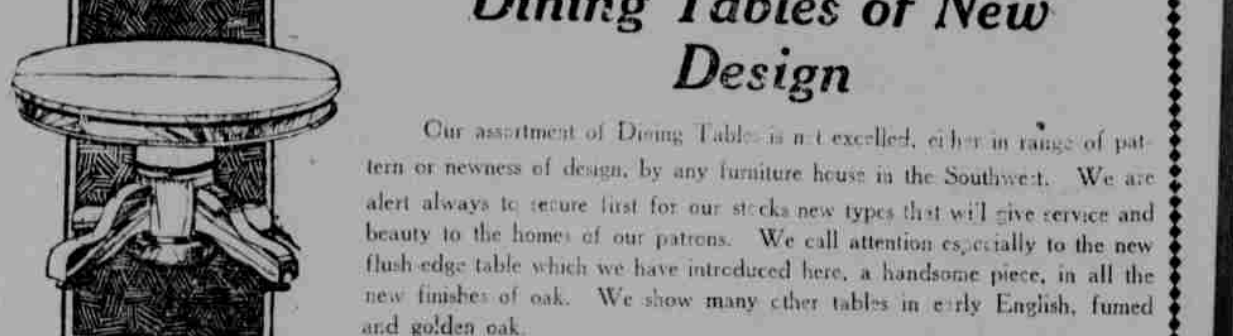 Dining Tables of New
Design
Our assortment of Dining Tables is not excelled, either in range of pat-
tern or newness of design, by any furniture house in the Southwest. We are
alert always to secure first for our stocks new types that will give service and
beauty to the homes of our patrons. We call attention especially to the new
flush edge table which we have introduced here, a handsome piece, in all the
new finishes of oak. We show many other tables in early English, fumed
and golden oak.